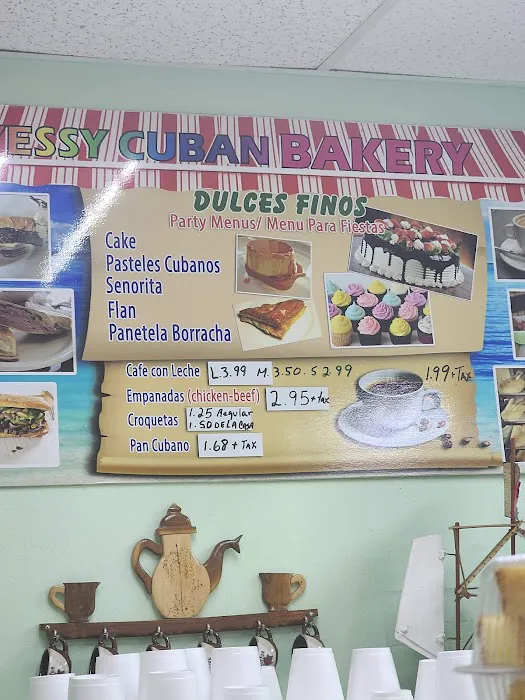 YESSY CUBAN BAKERY
DULCES FINOS
Party Menus/ Menu Para Fiestas
Cake
Pasteles Cubanos
Senorita
Flan
Panetela Borracha
Cafe con Leche L 3.99 M. 3.50. S 2 99 1.99+TAX
Empanadas (chicken-beef) 2.95+tax
Croquetas 1.25 Regular
1.50 DE LA CASA
Pan Cubano 1.68 + TAX